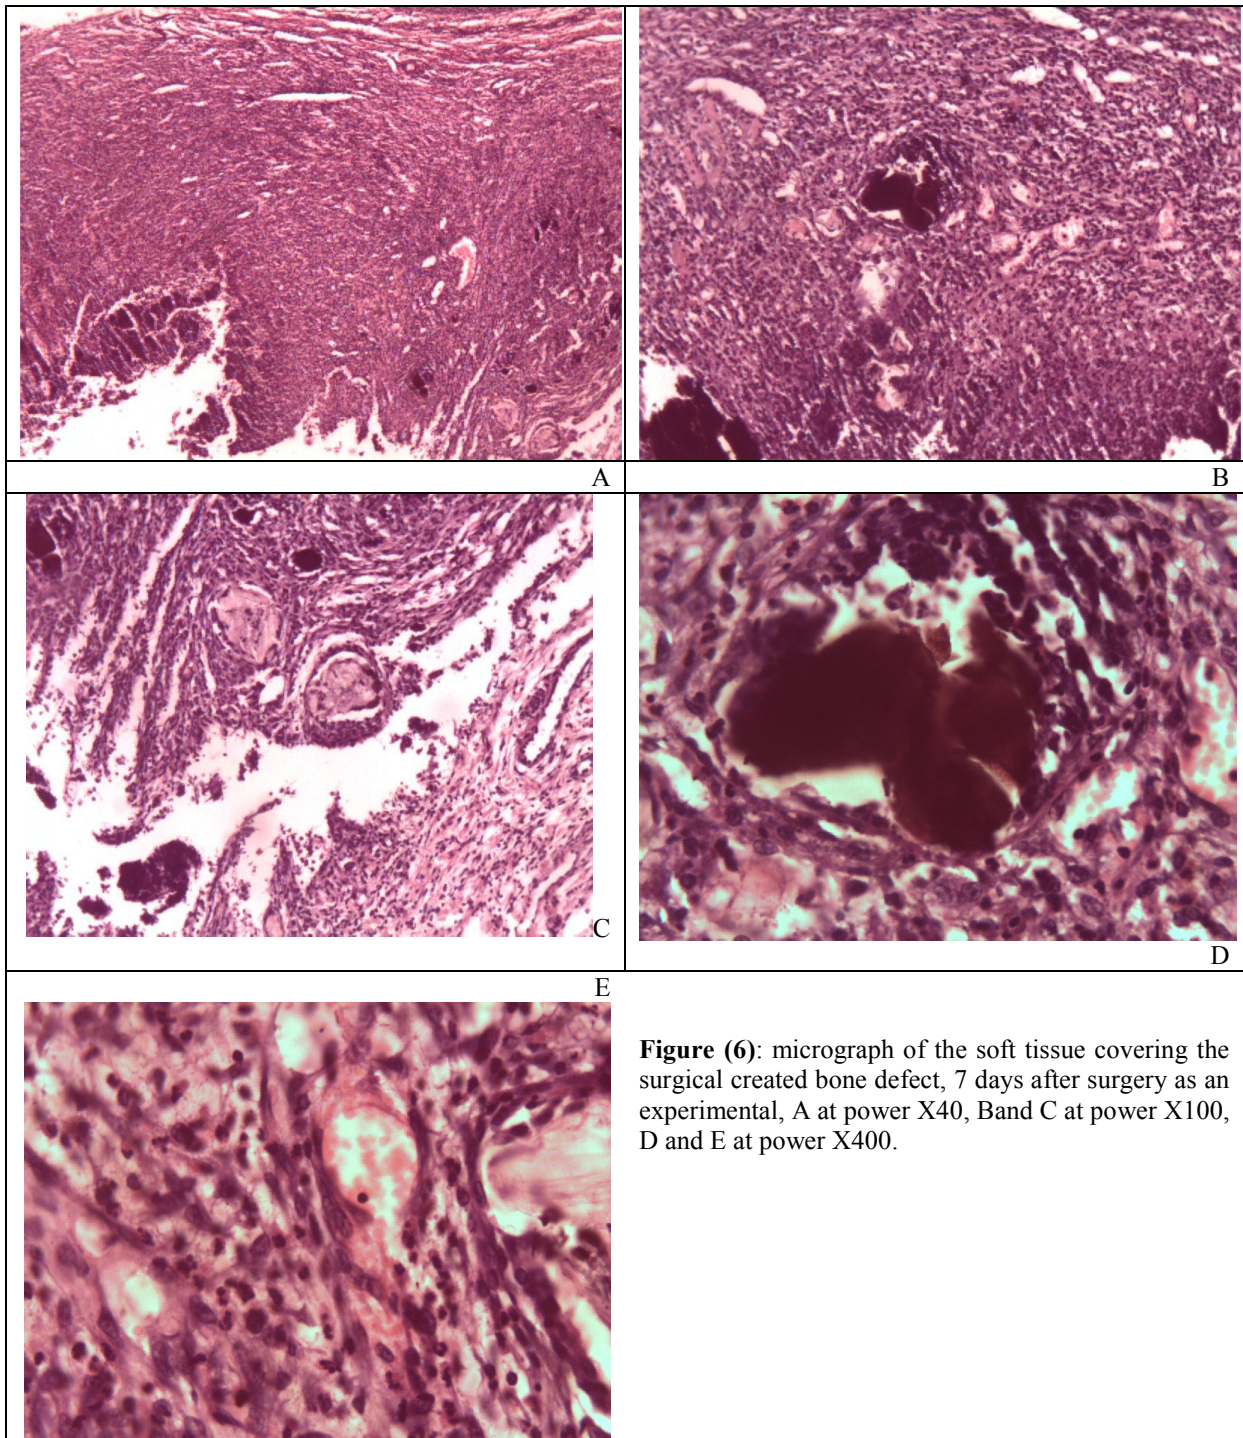 A
B
C
D
E
Figure (6): micrograph of the soft tissue covering the
surgical created bone defect, 7 days after surgery as an
experimental, A at power X40, Band C at power X100,
D and E at power X400.